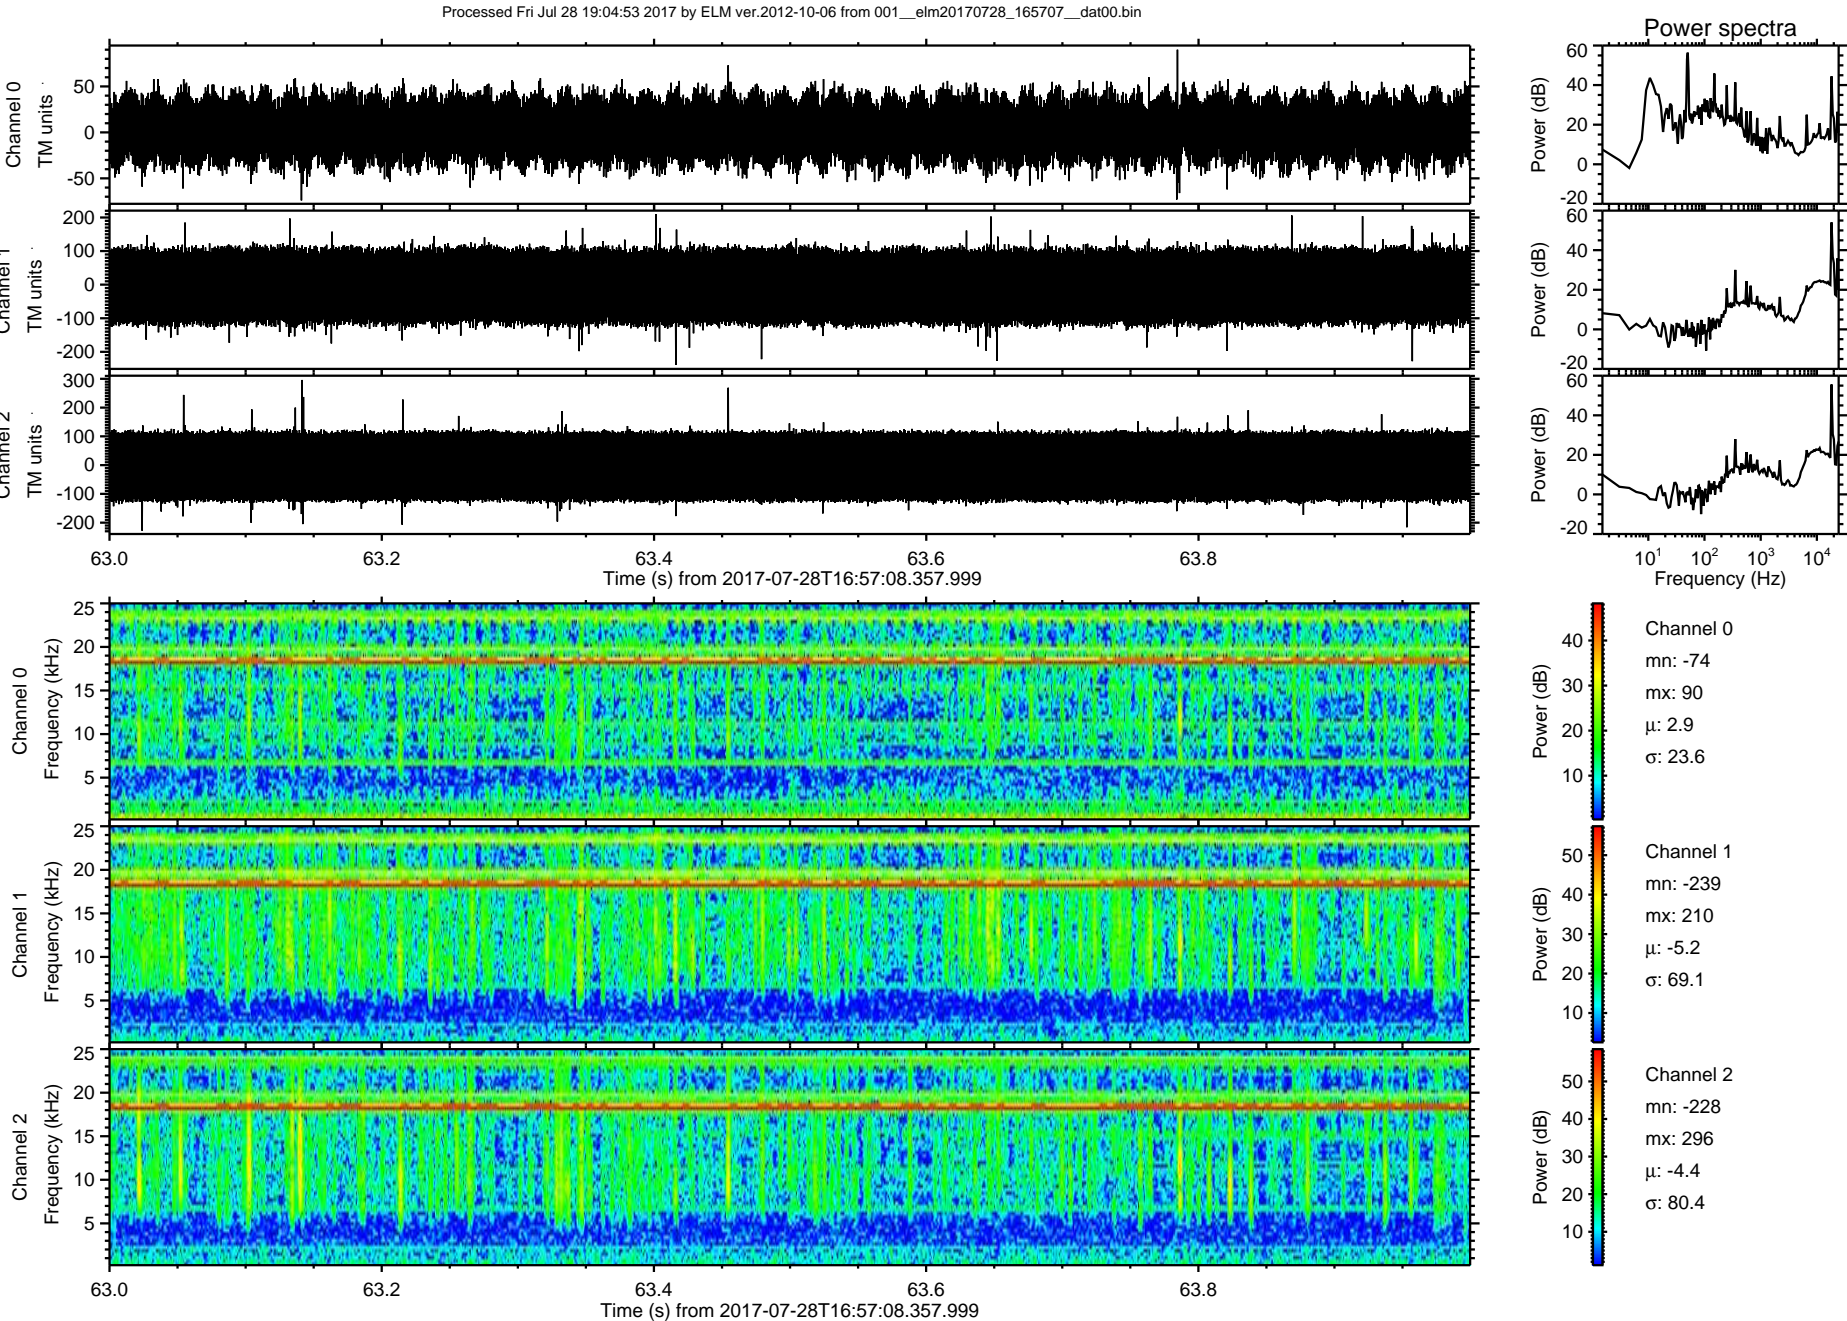 Processed Fri Jul 28 19:04:53 2017 by ELM ver.2012-10-06 from 001__elm20170728_165707__dat00.bin
Power spectra
Channel 0
TM units
50
0
-50
Power (dB)
60
40
20
0
-20
Channel 1
TM units
200
100
0
-100
-200
Power (dB)
60
40
20
0
-20
Channel 2
TM units
300
200
100
0
-100
-200
Power (dB)
60
40
20
0
-20
63.0 63.2 63.4 63.6 63.8
Time (s) from 2017-07-28T16:57:08.357.999
10¹ 10² 10³ 10⁴
Frequency (Hz)
Channel 0
Frequency (kHz)
25
20
15
10
5
Power (dB)
40
30
20
10
Channel 0
mn: -74
mx: 90
μ: 2.9
σ: 23.6
Channel 1
Frequency (kHz)
25
20
15
10
5
Power (dB)
50
40
30
20
10
Channel 1
mn: -239
mx: 210
μ: -5.2
σ: 69.1
Channel 2
Frequency (kHz)
25
20
15
10
5
Power (dB)
50
40
30
20
10
Channel 2
mn: -228
mx: 296
μ: -4.4
σ: 80.4
63.0 63.2 63.4 63.6 63.8
Time (s) from 2017-07-28T16:57:08.357.999